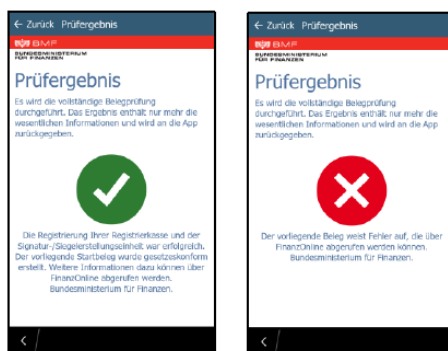 ← Zurück Prüfergebnis
BMF
BUNDESMINISTERIUM
FÜR FINANZEN
Prüfergebnis
Es wird die vollständige Belegprüfung
durchgeführt. Das Ergebnis enthält nur mehr die
wesentlichen Informationen und wird an die App
zurückgegeben.
Die Registrierung Ihrer Registrierkasse und der
Signatur-/Siegelerstellungseinheit war erfolgreich.
Der vorliegende Startbeleg wurde gesetzeskonform
erstellt. Weitere Informationen dazu können über
FinanzOnline abgerufen werden.
Bundesministerium für Finanzen.
← Zurück Prüfergebnis
BMF
BUNDESMINISTERIUM
FÜR FINANZEN
Prüfergebnis
Es wird die vollständige Belegprüfung
durchgeführt. Das Ergebnis enthält nur mehr die
wesentlichen Informationen und wird an die App
zurückgegeben.
Der vorliegende Beleg weist Fehler auf, die über
FinanzOnline abgerufen werden können.
Bundesministerium für Finanzen.